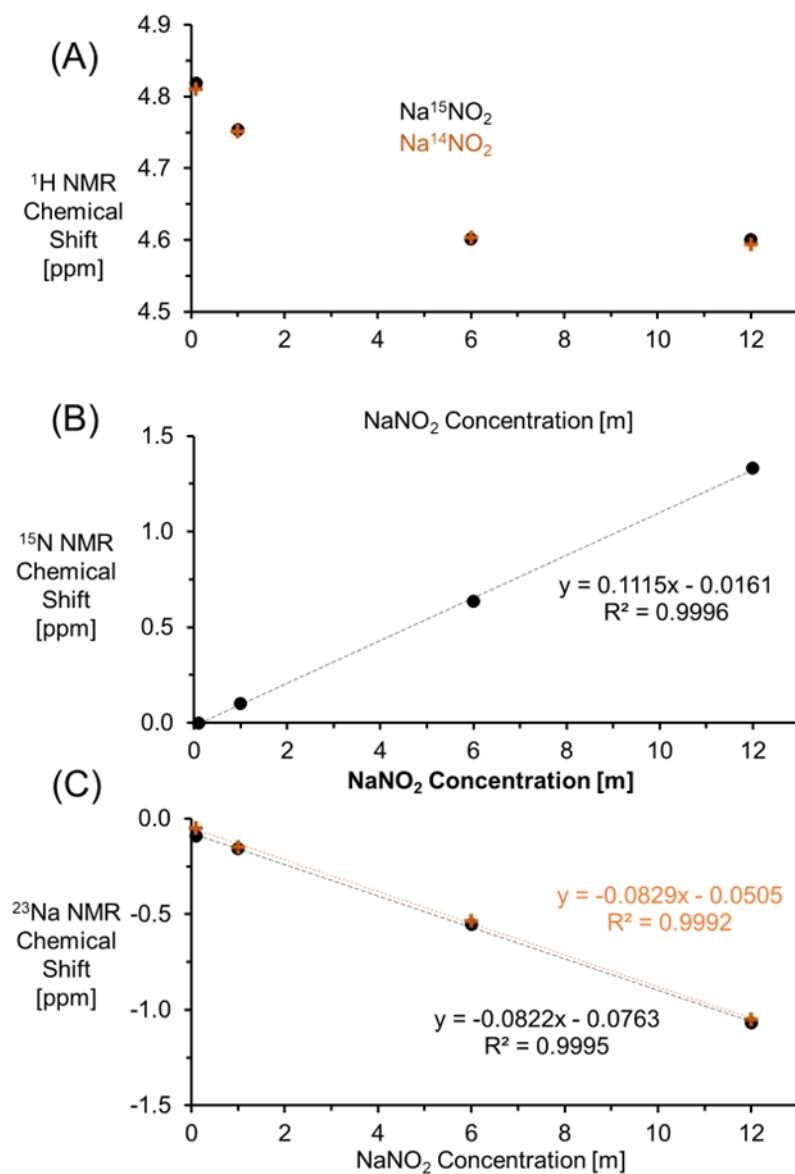 (A)
4.9
4.8
4.7
4.6
4.5
¹H NMR
Chemical
Shift
[ppm]
Na¹⁵NO₂
Na¹⁴NO₂
0 2 4 6 8 10 12
NaNO₂ Concentration [m]
(B)
1.5
1.0
0.5
0.0
¹⁵N NMR
Chemical
Shift
[ppm]
y = 0.1115x - 0.0161
R² = 0.9996
0 2 4 6 8 10 12
NaNO₂ Concentration [m]
(C)
0.0
-0.5
-1.0
-1.5
²³Na NMR
Chemical
Shift
[ppm]
y = -0.0829x - 0.0505
R² = 0.9992
y = -0.0822x - 0.0763
R² = 0.9995
0 2 4 6 8 10 12
NaNO₂ Concentration [m]